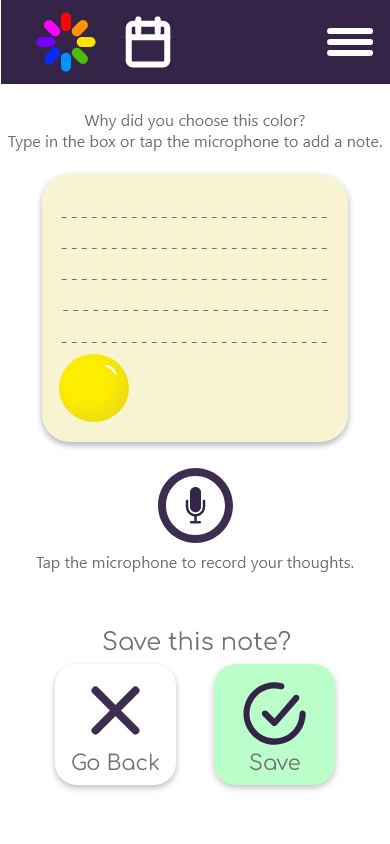 Why did you choose this color?
Type in the box or tap the microphone to add a note.
Tap the microphone to record your thoughts.
Save this note?
Go Back
Save